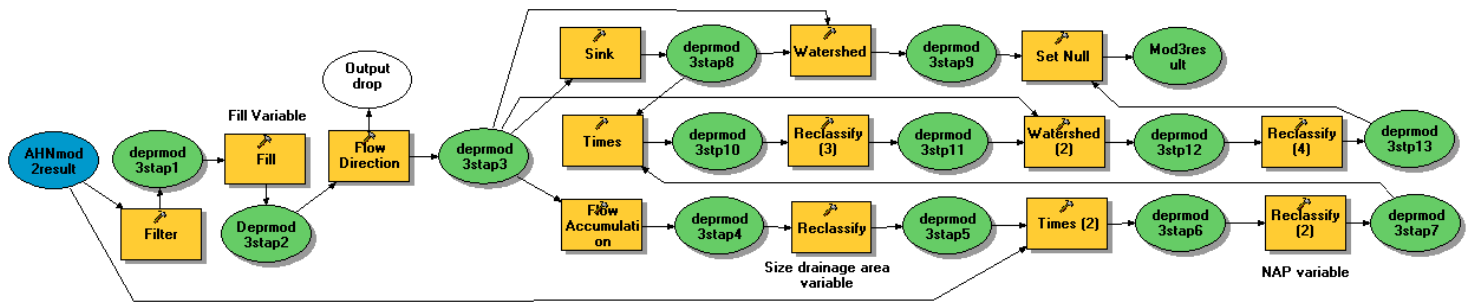 Sink
deprmod
3stap8
Watershed
deprmod
3stap9
Set Null
Mod3res
ult
Output
drop
Fill Variable
AHNmod
2result
deprmod
3stap1
Fill
Flow
Direction
deprmod
3stap3
Times
deprmod
3stp10
Reclassify
(3)
deprmod
3stp11
Watershed
(2)
deprmod
3stp12
Reclassify
(4)
deprmod
3stp13
Filter
Deprmod
3stap2
Flow
Accumulati
on
deprmod
3stap4
Reclassify
deprmod
3stap5
Times (2)
deprmod
3stap6
Reclassify
(2)
deprmod
3stap7
Size drainage area
variable
NAP variable